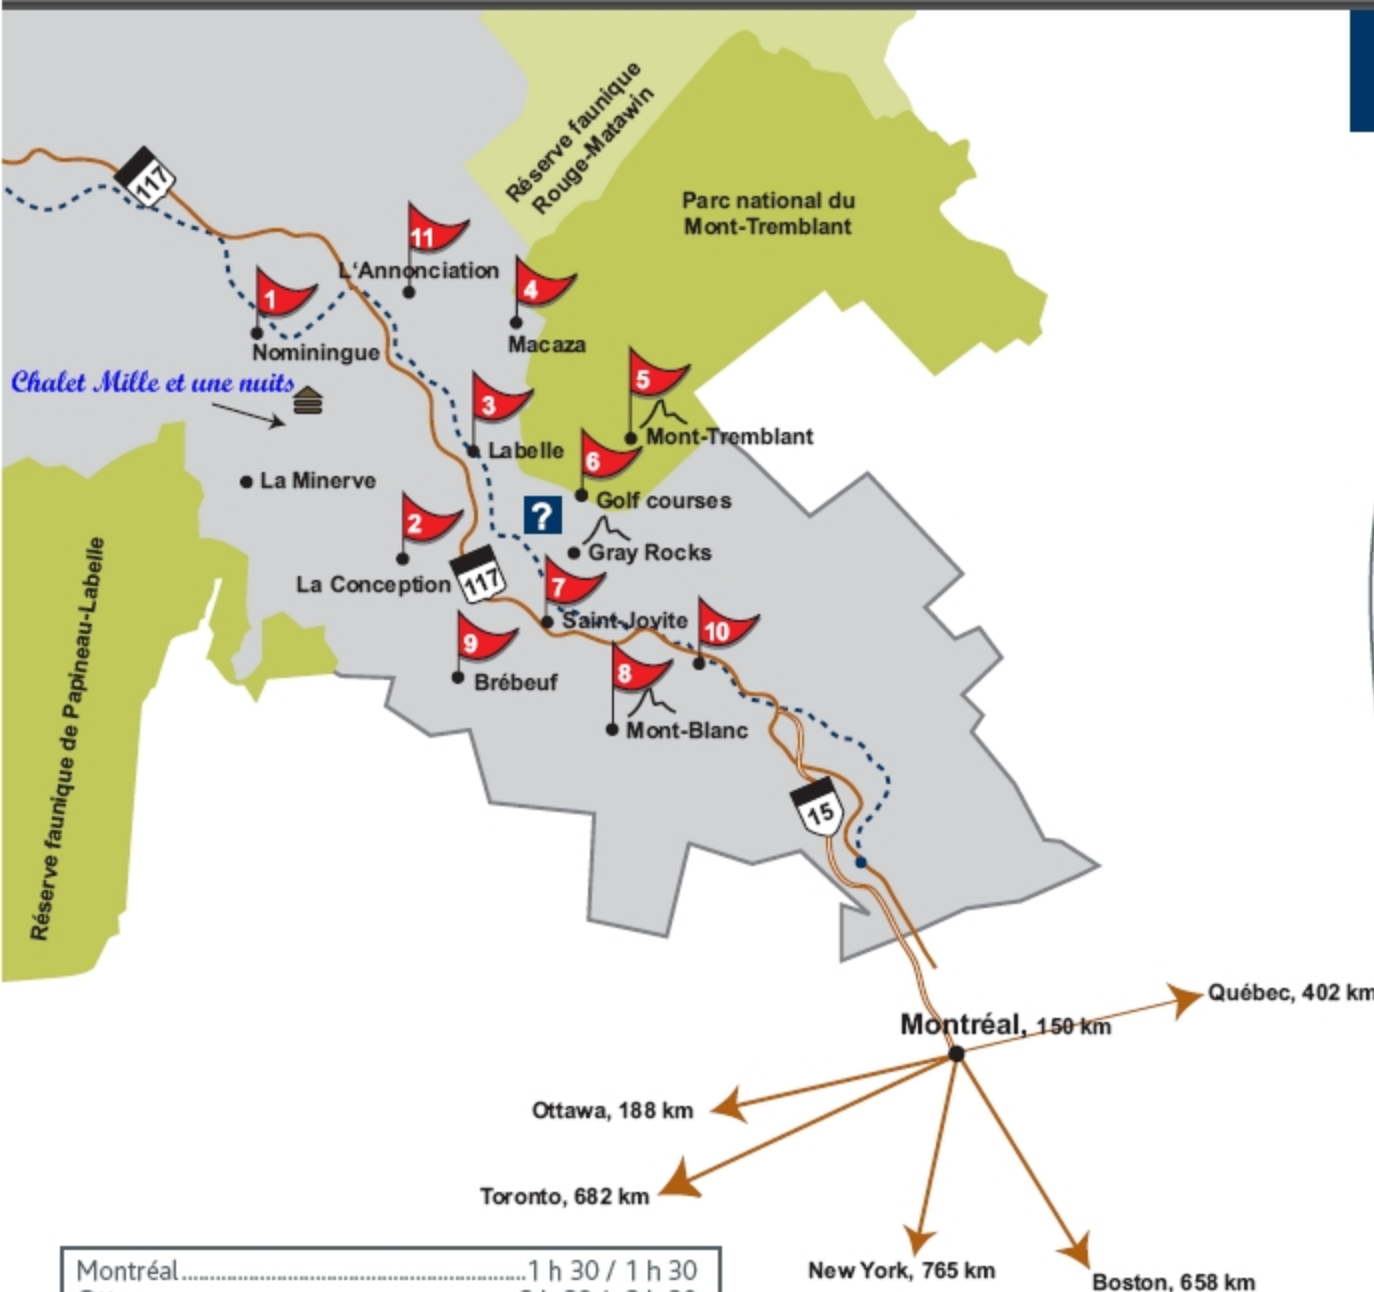 Réserve faunique
Rouge-Matawin
Parc national du
Mont-Tremblant
117
11
L'Annonciation
4
Macaza
1
Nominingue
Chalet Mille et une nuits
5
Mont-Tremblant
3
Labelle
6
Golf courses
La Minerve
2
?
Gray Rocks
La Conception
117
7
Saint-Jovite
10
9
Brébeuf
8
Mont-Blanc
Réserve faunique de Papineau-Labelle
15
Québec, 402 km
Montréal, 150 km
Ottawa, 188 km
Toronto, 682 km
New York, 765 km
Boston, 658 km
Montréal..........1 h 30 / 1 h 30